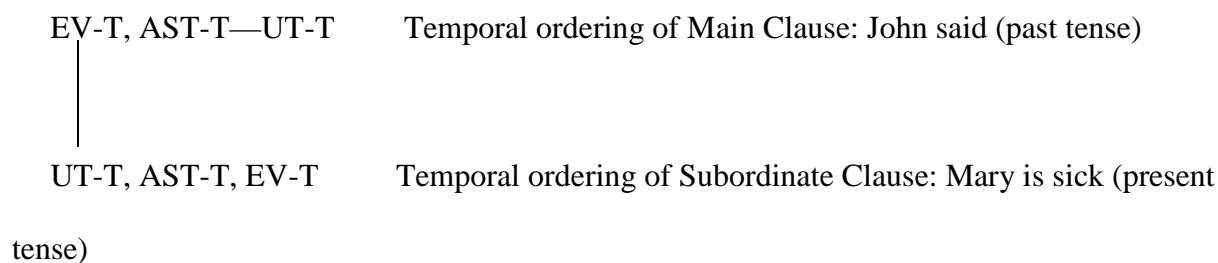 EV-T, AST-T—UT-T Temporal ordering of Main Clause: John said (past tense)
UT-T, AST-T, EV-T Temporal ordering of Subordinate Clause: Mary is sick (present
tense)